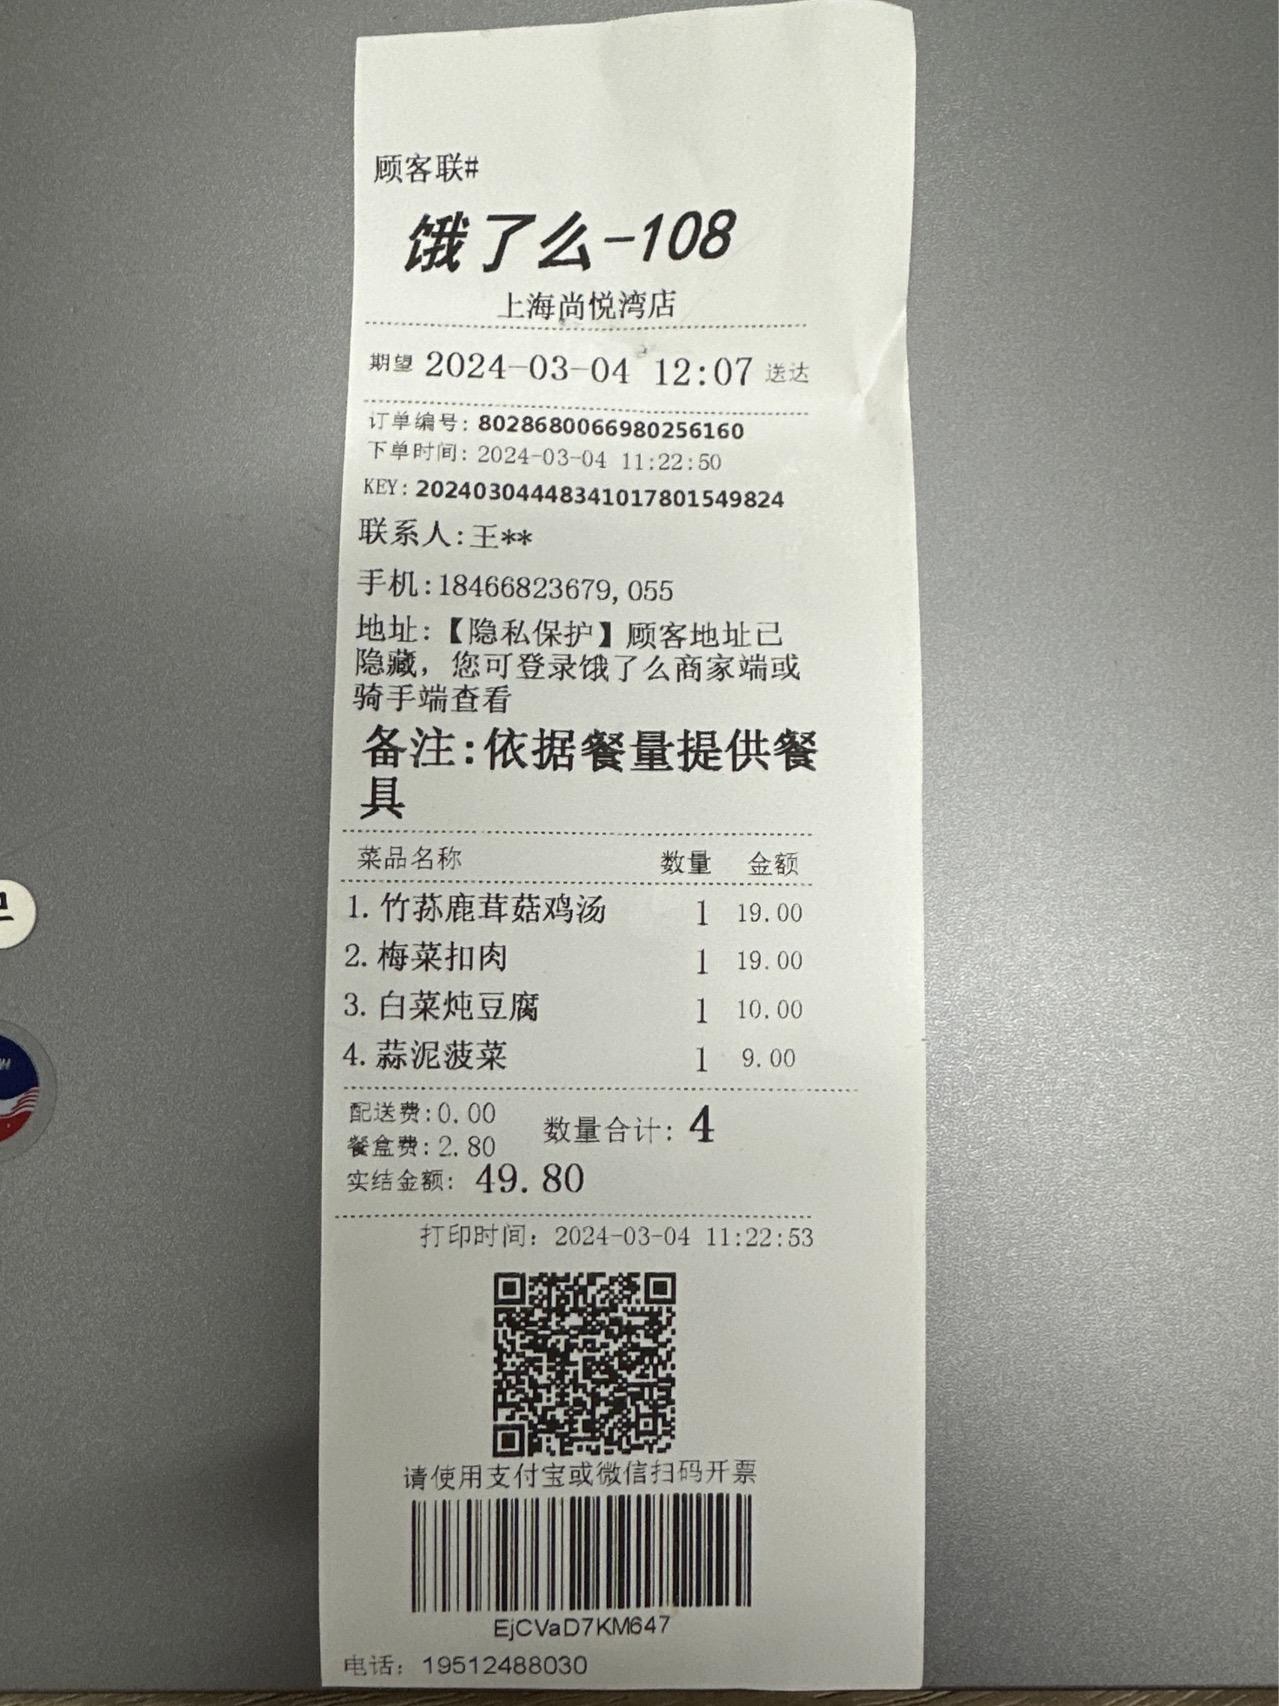 顾客联#
饿了么-108
上海尚悦湾店
期望 2024-03-04 12:07 送达
订单编号: 8028680066980256160
下单时间: 2024-03-04 11:22:50
KEY: 20240304448341017801549824
联系人:王**
手机:18466823679,055
地址:【隐私保护】顾客地址已
隐藏，您可登录饿了么商家端或
骑手端查看
备注:依据餐量提供餐
具
菜品名称 数量 金额
1. 竹荪鹿茸菇鸡汤 1 19.00
2. 梅菜扣肉 1 19.00
3. 白菜炖豆腐 1 10.00
4. 蒜泥菠菜 1 9.00
配送费:0.00
餐盒费:2.80 数量合计: 4
实结金额: 49.80
打印时间: 2024-03-04 11:22:53
请使用支付宝或微信扫码开票
EjCVaD7KM647
电话: 19512488030